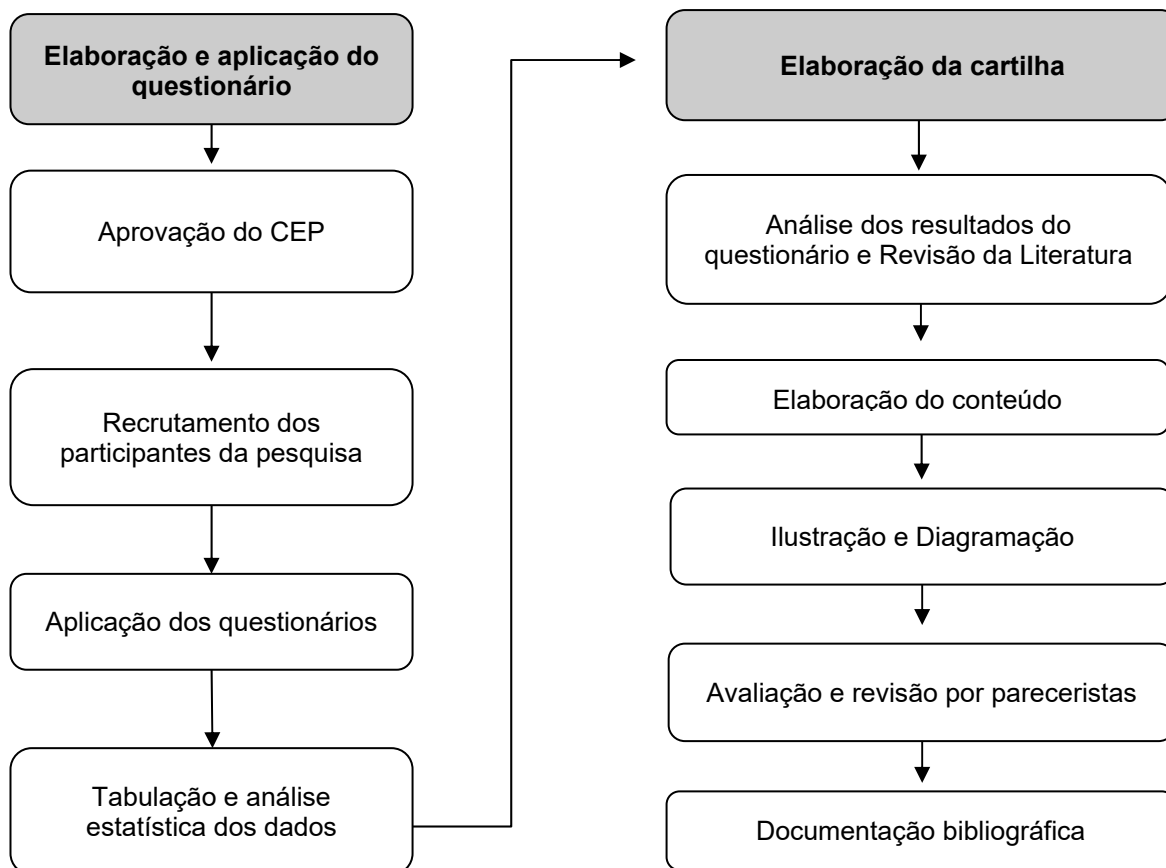 Elaboração e aplicação do
questionário
Aprovação do CEP
Recrutamento dos
participantes da pesquisa
Aplicação dos questionários
Tabulação e análise
estatística dos dados
Elaboração da cartilha
Análise dos resultados do
questionário e Revisão da Literatura
Elaboração do conteúdo
Ilustração e Diagramação
Avaliação e revisão por pareceristas
Documentação bibliográfica